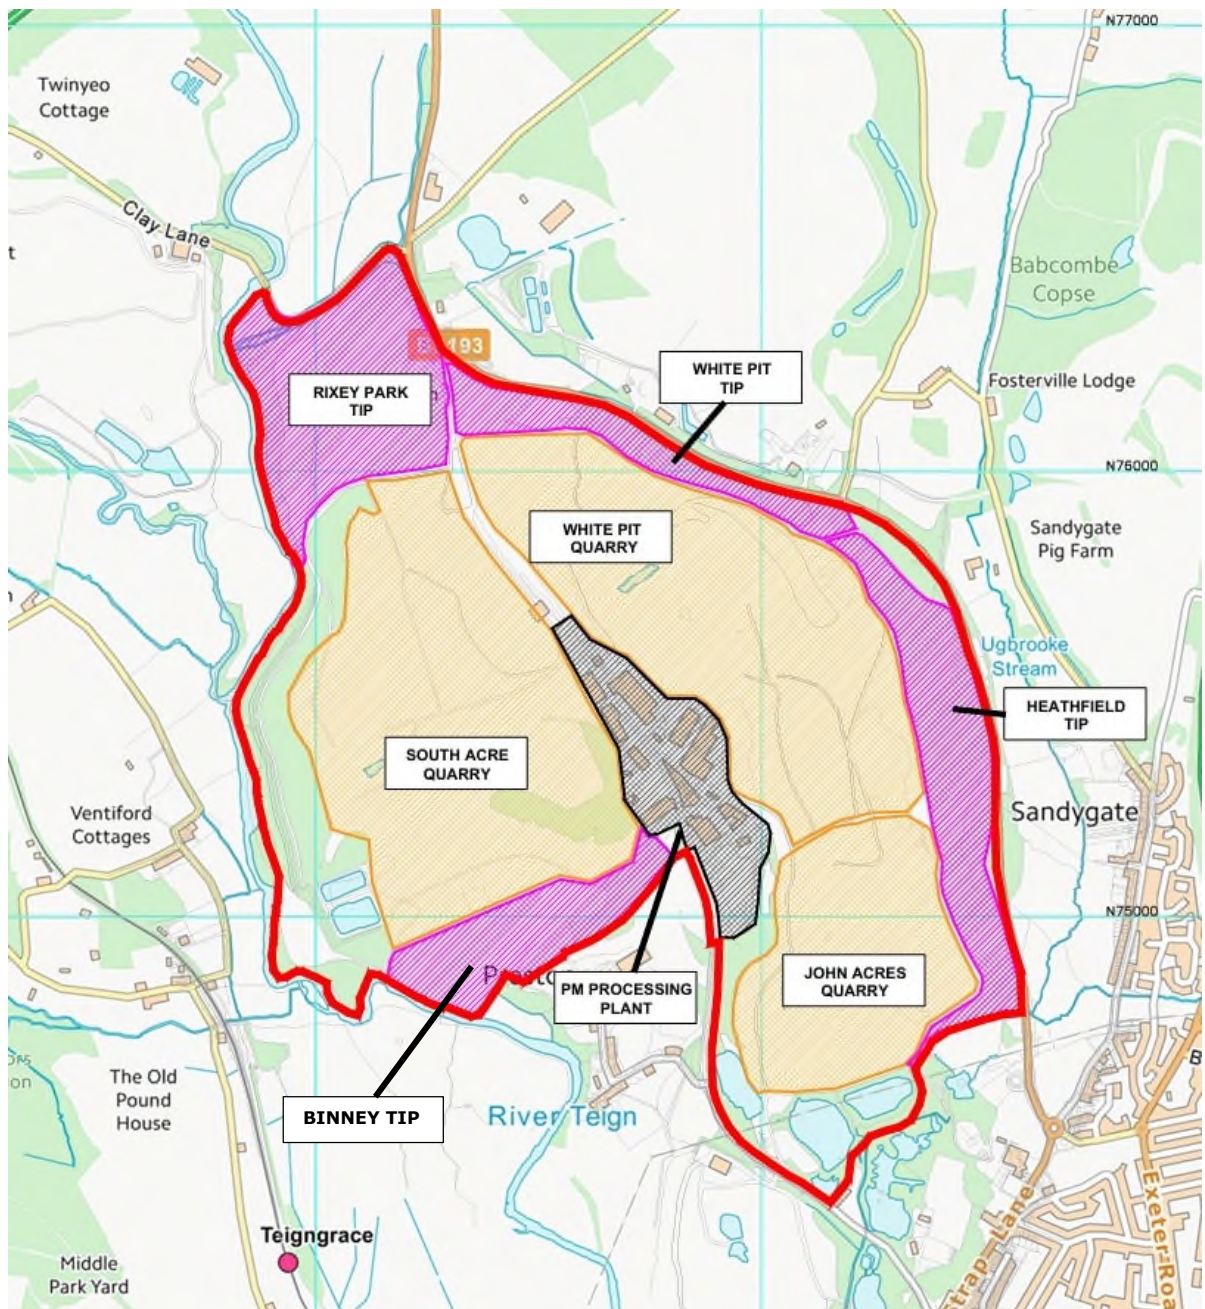 N77000
Twinyeo
Cottage
Clay Lane
t
Babcombe
Copse
193
WHITE PIT
TIP
RIXEY PARK
TIP
Fosterville Lodge
N76000
WHITE PIT
QUARRY
Sandygate
Pig Farm
Ugbrooke
Stream
HEATHFIELD
TIP
SOUTH ACRE
QUARRY
Ventiford
Cottages
Sandygate
N75000
JOHN ACRES
QUARRY
PM PROCESSING
PLANT
on
The Old
Pound
House
B
BINNEY TIP
River Teign
Teigngrace
Middle
Park Yard
Strap Lane
Exeter Roa